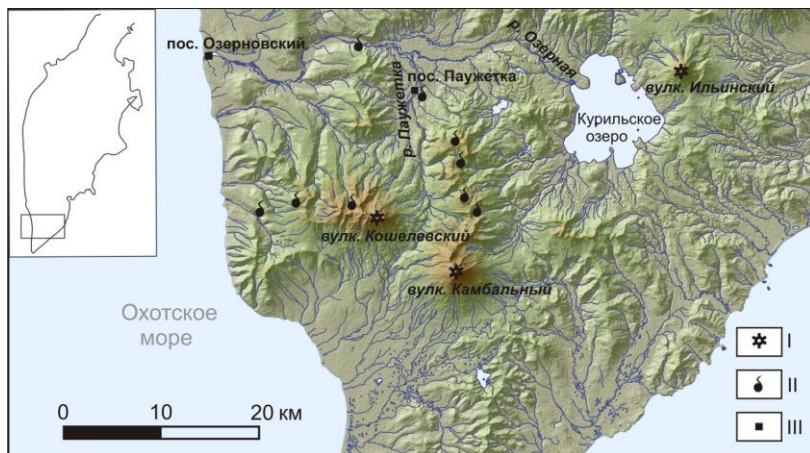 пос. Озерновский
р. Озерная
пос. Паужетка
р. Паужетка
вулк. Ильинский
Курильское
озеро
вулк. Кошелевский
вулк. Камбальный
Охотское
море
0 10 20 км
I
II
III